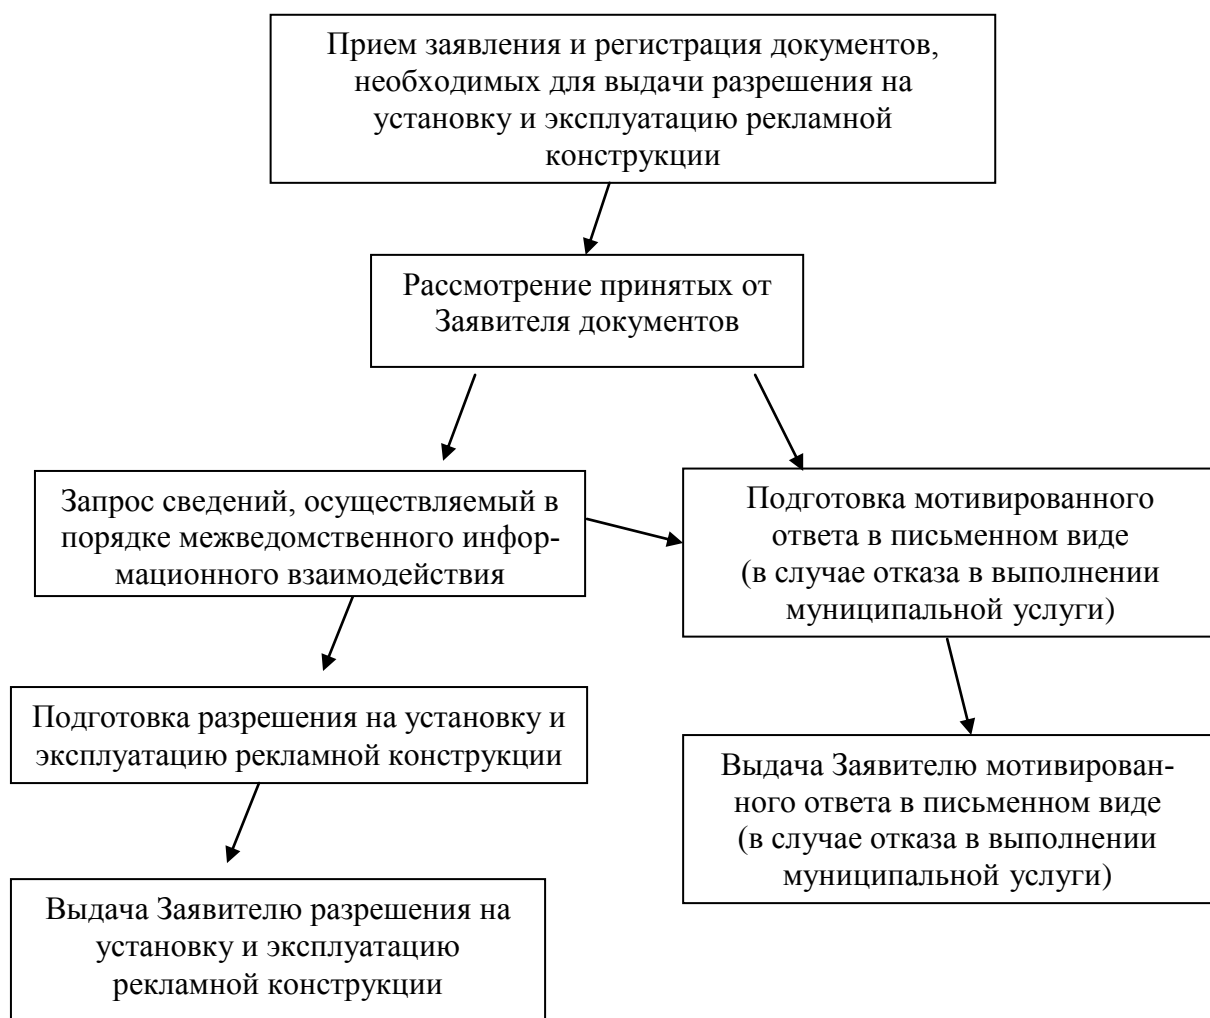 Прием заявления и регистрация документов,
необходимых для выдачи разрешения на
установку и эксплуатацию рекламной
конструкции
Рассмотрение принятых от
Заявителя документов
Запрос сведений, осуществляемый в
порядке межведомственного инфор-
мационного взаимодействия
Подготовка мотивированного
ответа в письменном виде
(в случае отказа в выполнении
муниципальной услуги)
Подготовка разрешения на установку и
эксплуатацию рекламной конструкции
Выдача Заявителю мотивирован-
ного ответа в письменном виде
(в случае отказа в выполнении
муниципальной услуги)
Выдача Заявителю разрешения на
установку и эксплуатацию
рекламной конструкции